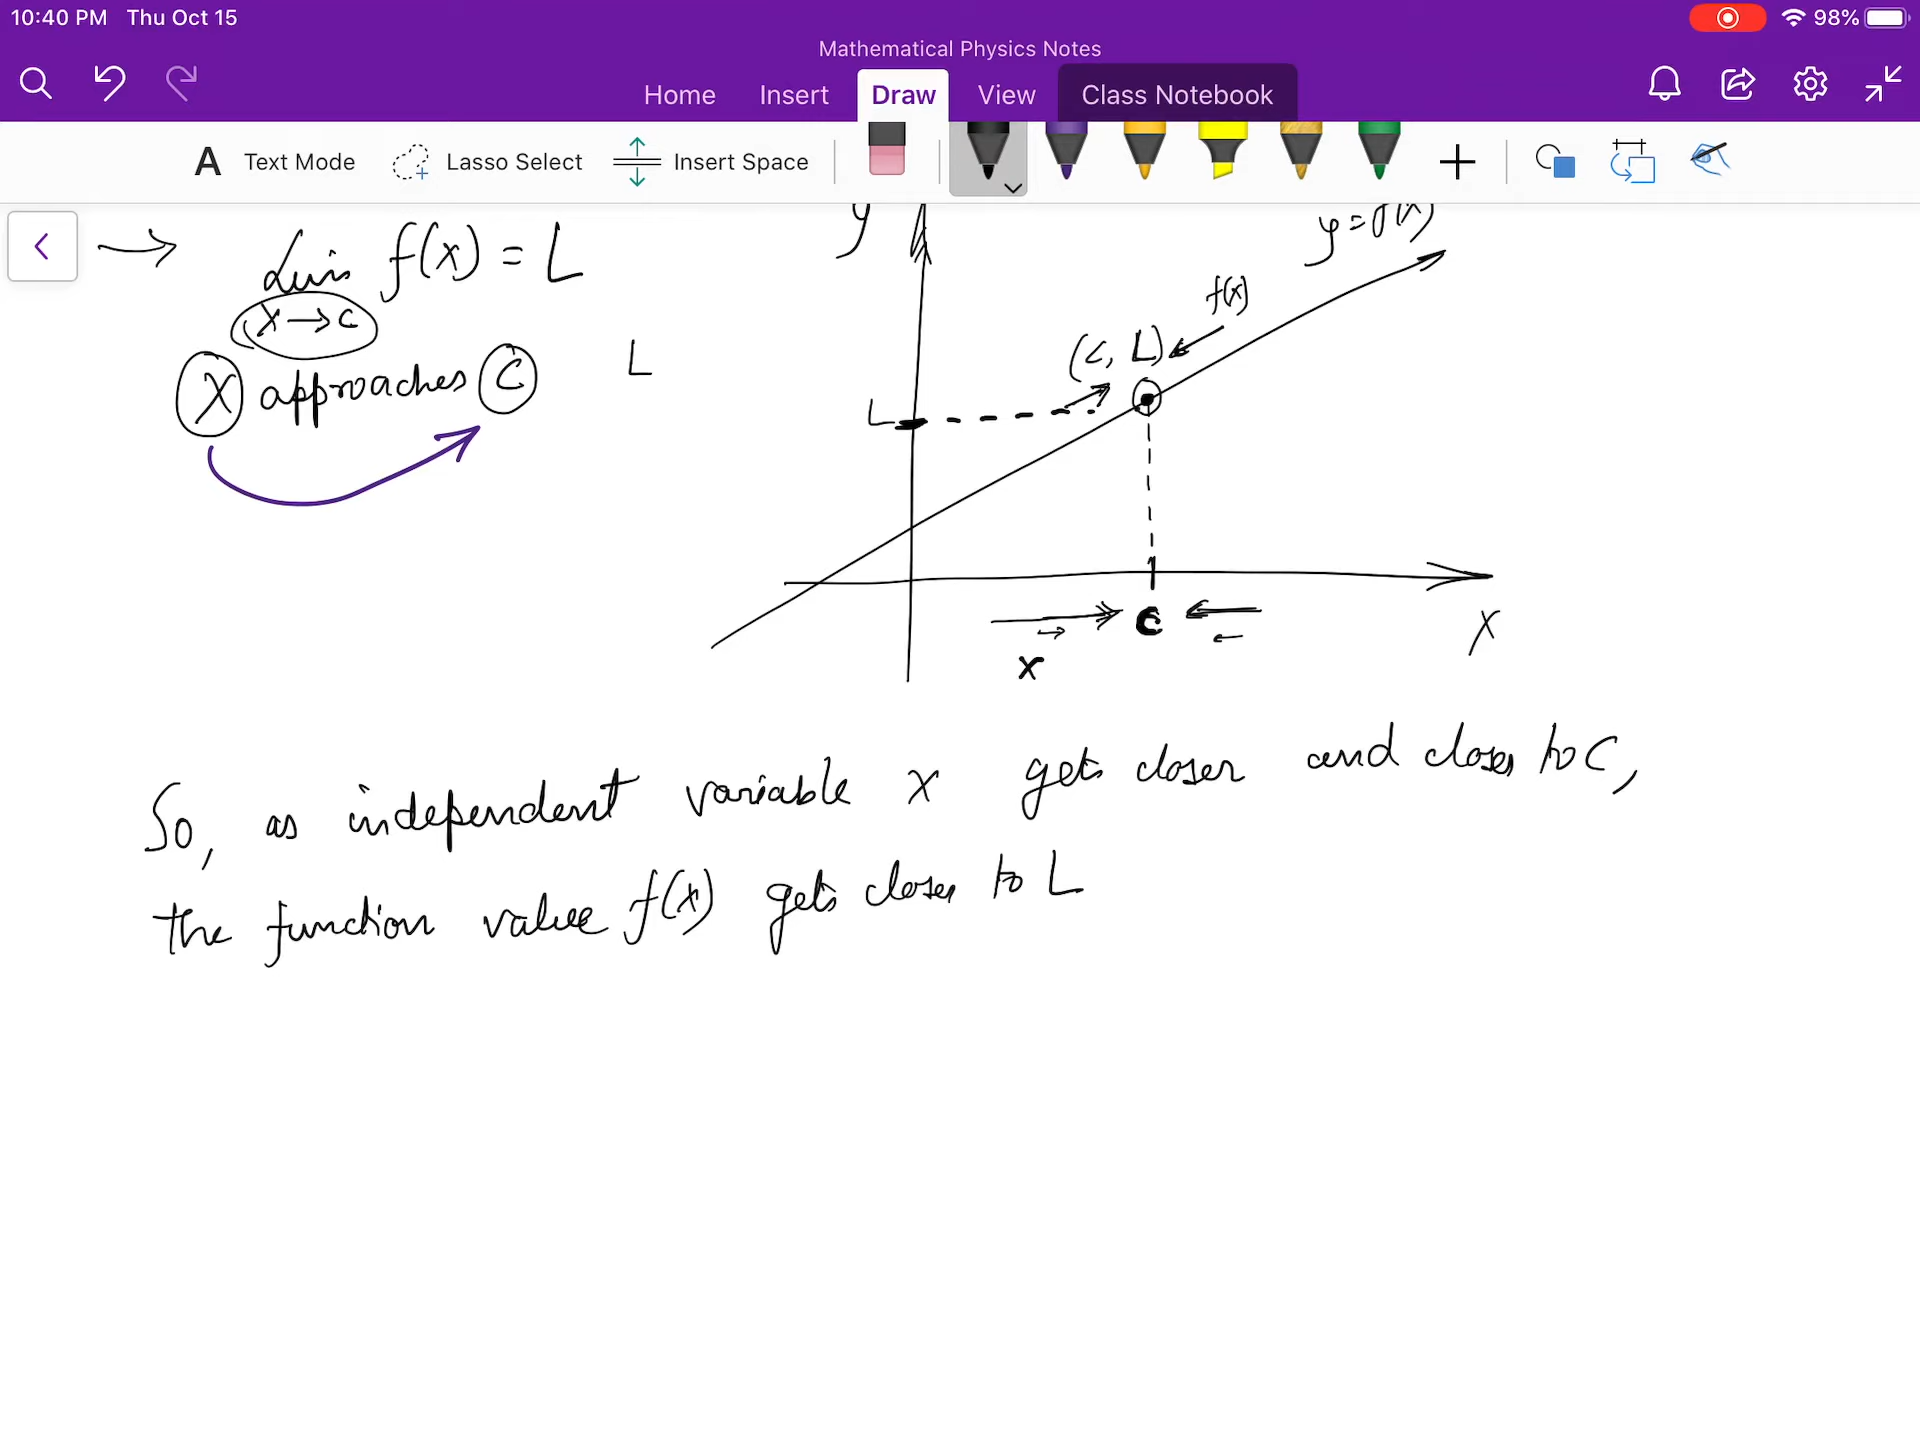 10:40 PM Thu Oct 15
98%
Mathematical Physics Notes
Home Insert Draw View Class Notebook
A Text Mode Lasso Select Insert Space
→ Lim f(x) = L
x→c
X approaches C
L
y
y=f(x)
f(x)
(c, L)
L
C
x
X
So, as independent variable x gets closer and closer to C,
the function value f(x) gets closer to L